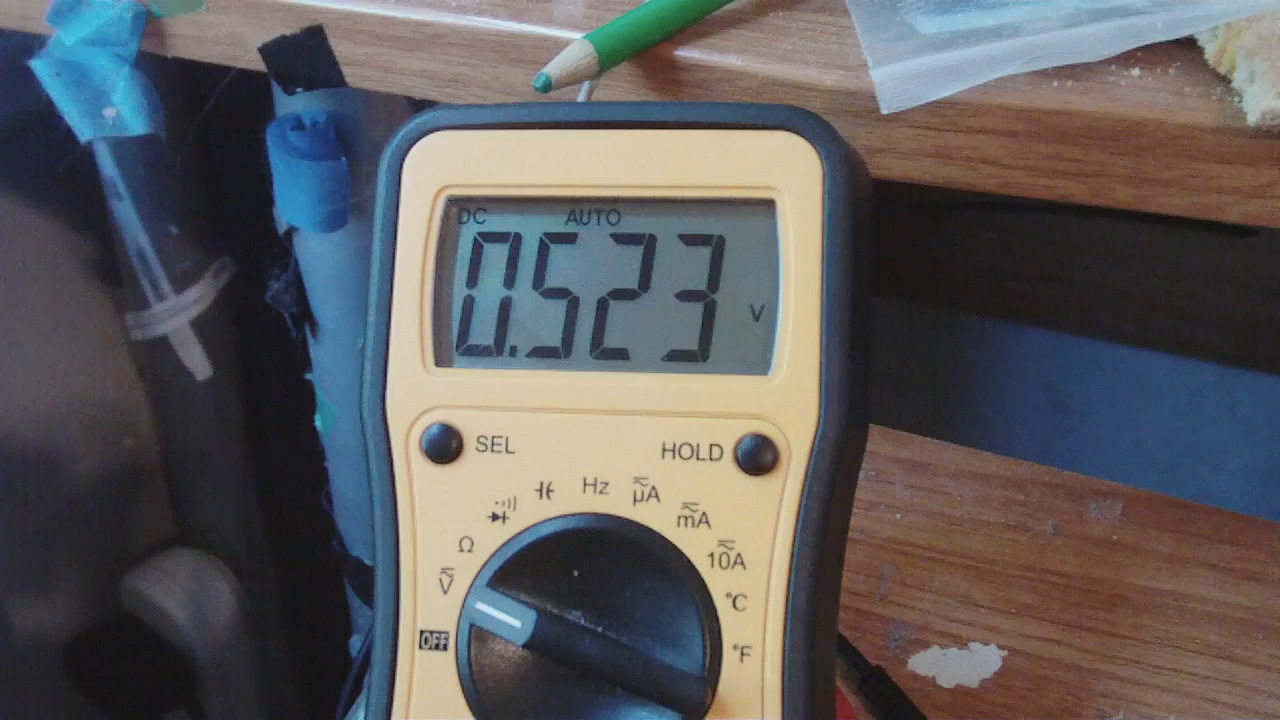 DC AUTO
0.523 V
SEL HOLD
Hz
µA
mA
Ω
10A
V
°C
OFF
°F